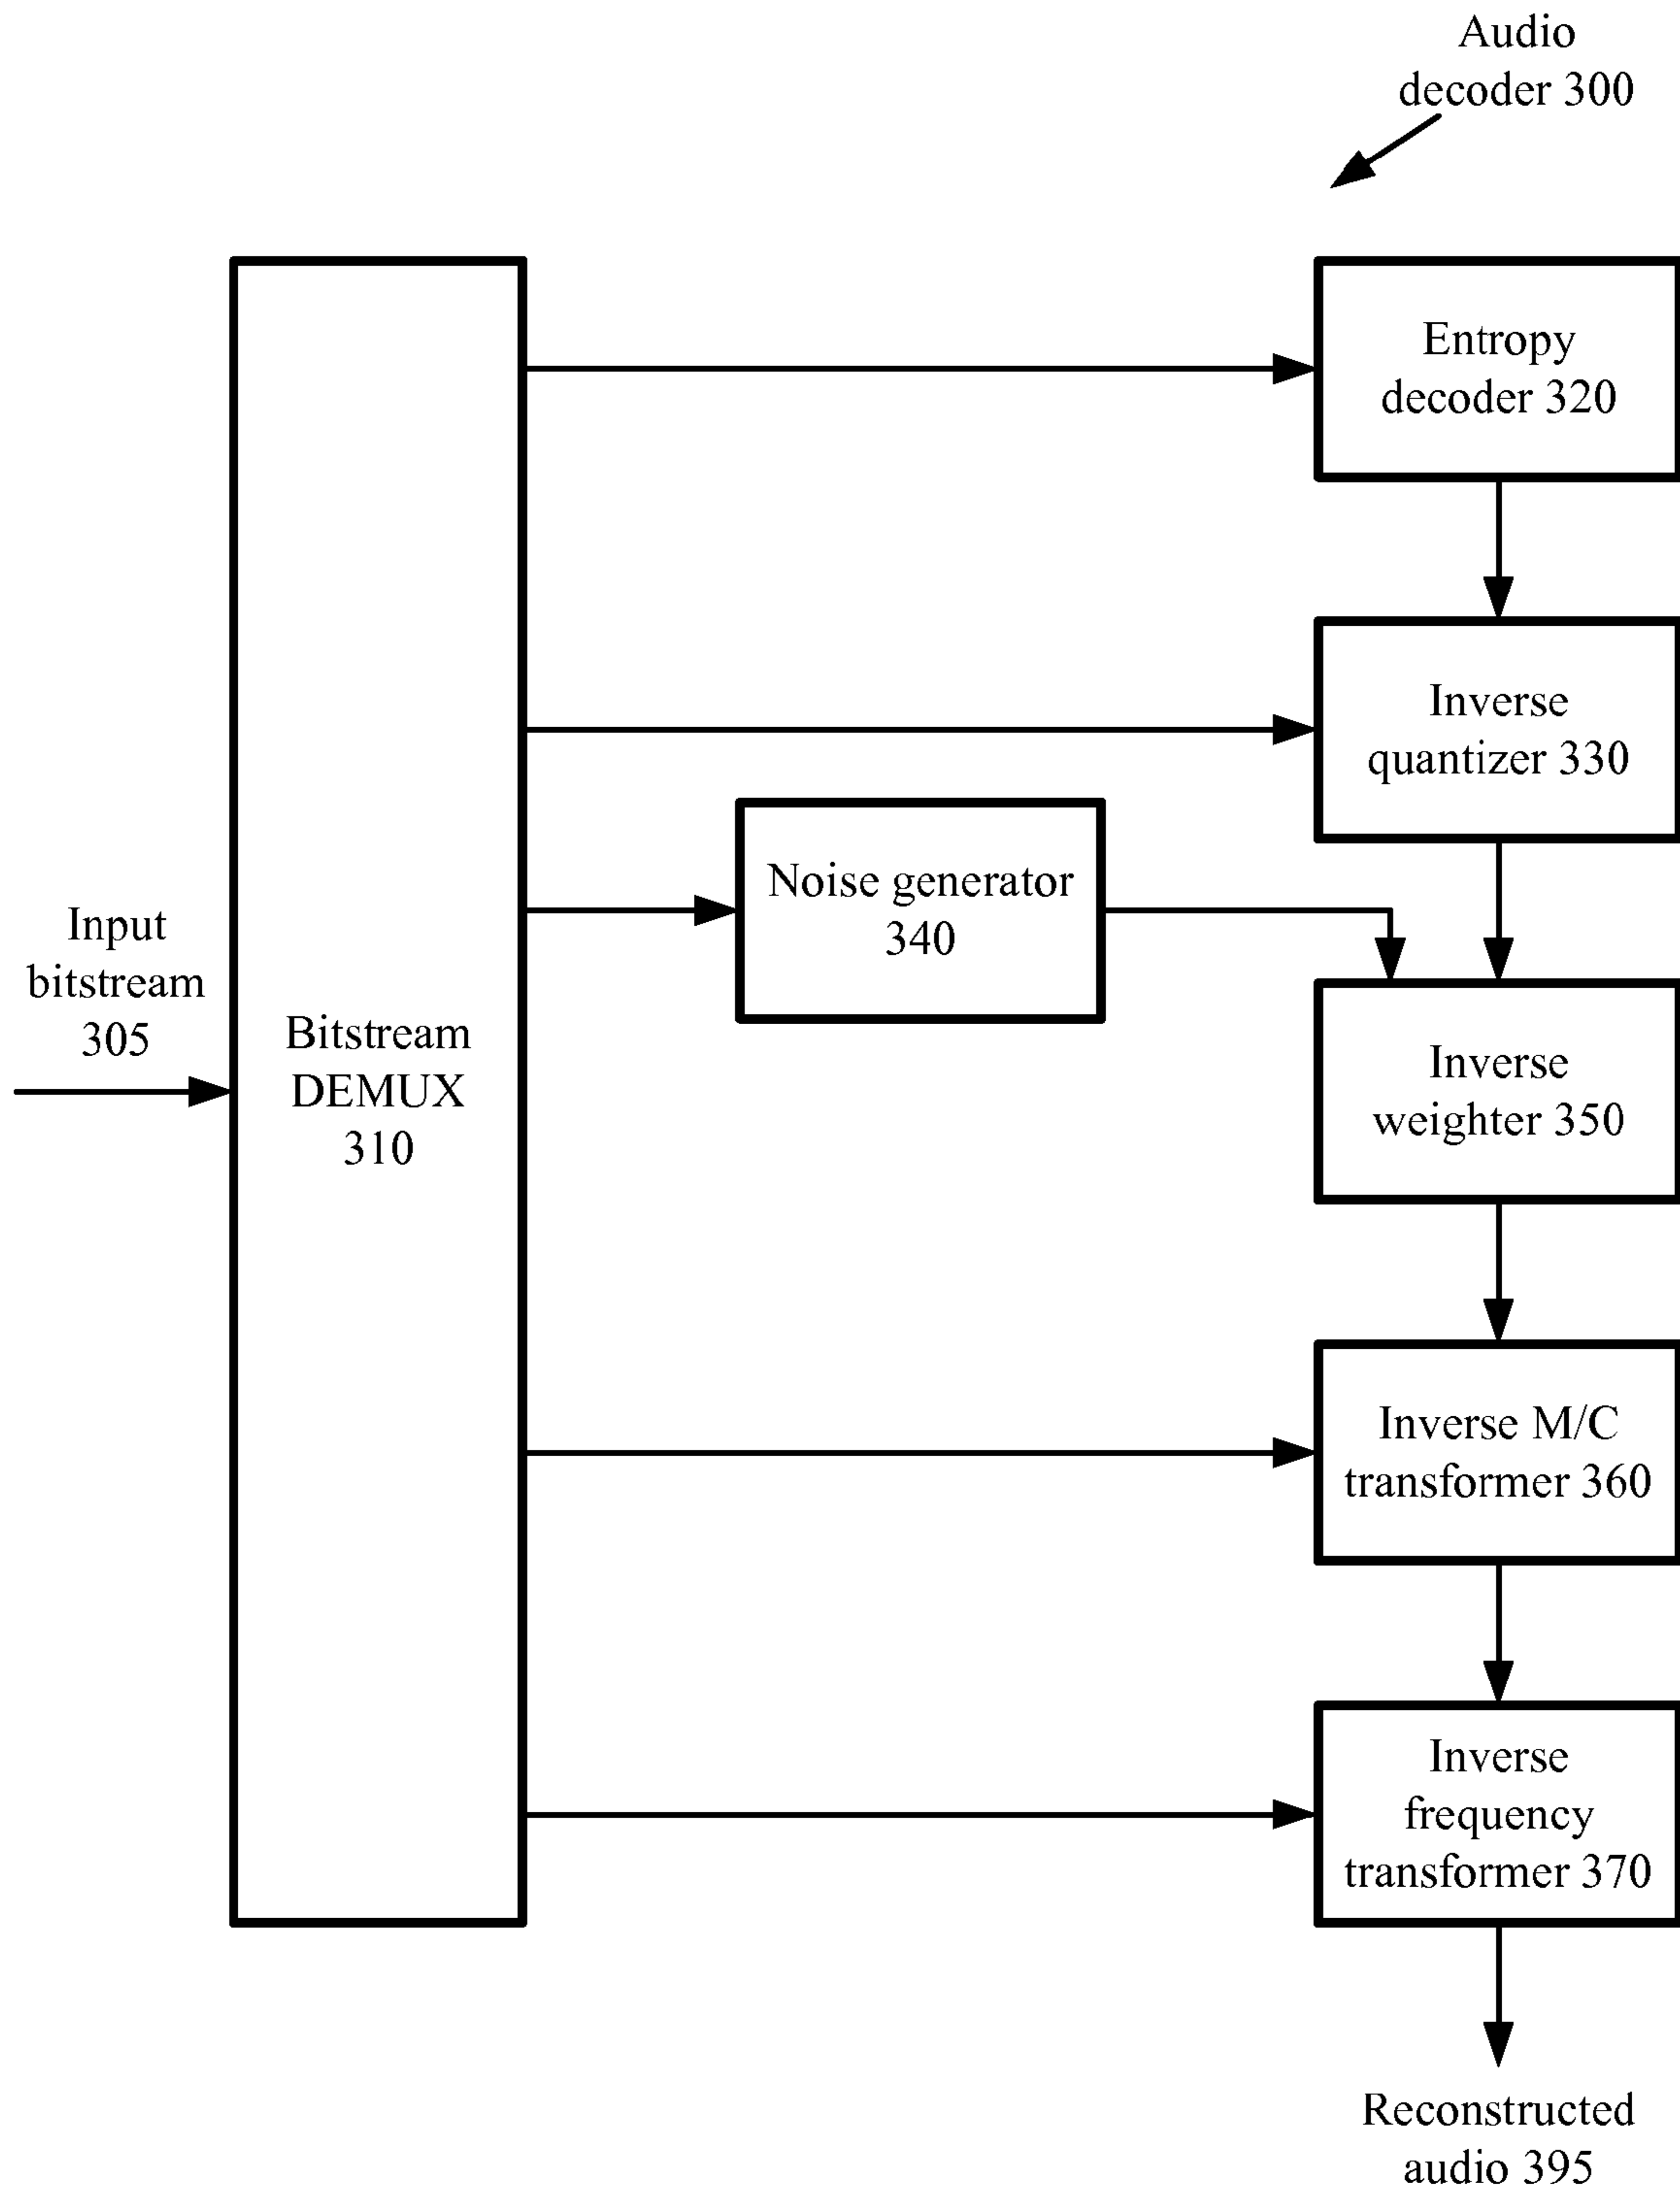 Audio
decoder 300
Entropy
decoder 320
Inverse
quantizer 330
Noise generator
340
Input
bitstream
305
Bitstream
DEMUX
310
Inverse
weighter 350
Inverse M/C
transformer 360
Inverse
frequency
transformer 370
Reconstructed
audio 395